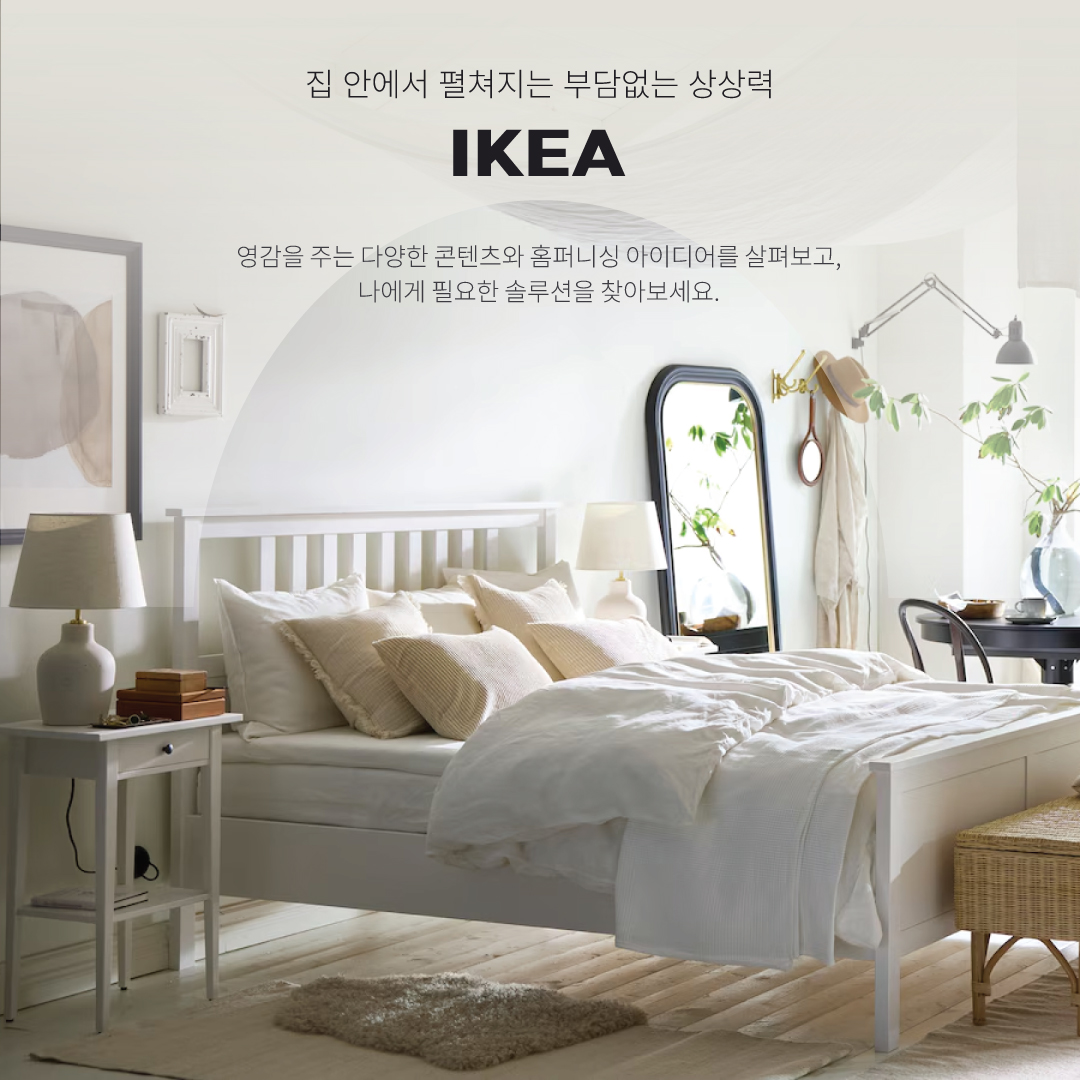 집 안에서 펼쳐지는 부담없는 상상력
IKEA
영감을 주는 다양한 콘텐츠와 홈퍼니싱 아이디어를 살펴보고,
나에게 필요한 솔루션을 찾아보세요.